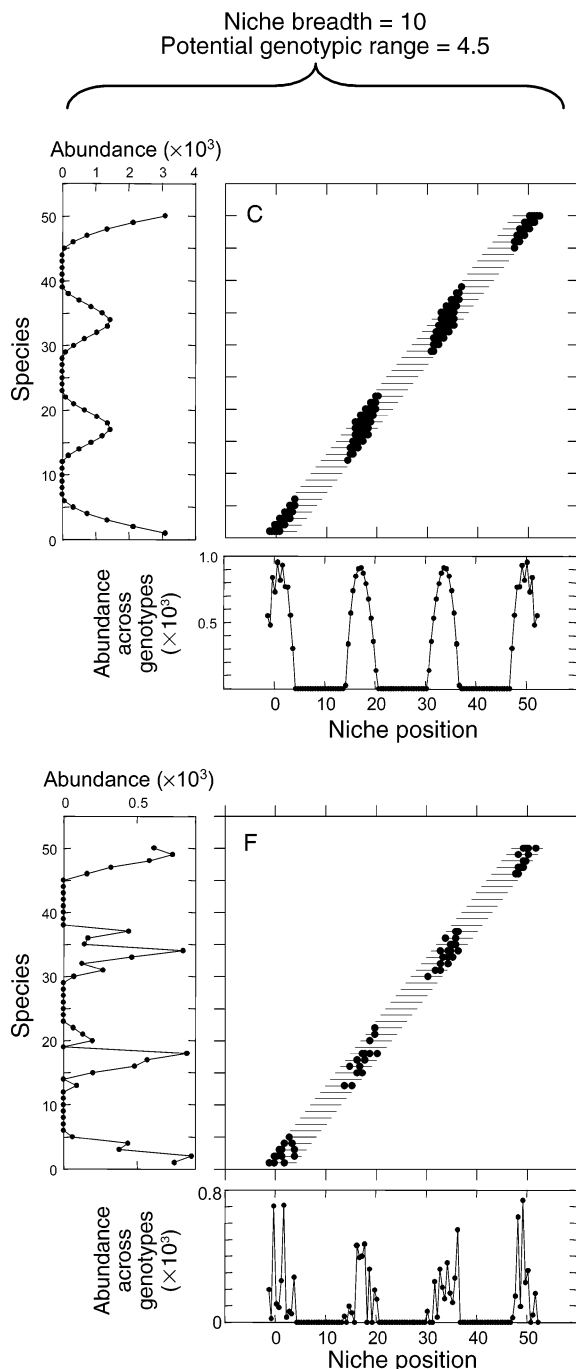 Niche breadth = 10
Potential genotypic range = 4.5
Abundance (×10³)
0 1 2 3 4
C
50
40
30
20
10
0
Species
1.0
0.5
Abundance
across
genotypes
(×10³)
0 10 20 30 40 50
Niche position
Abundance (×10³)
0 0.5
F
50
40
30
20
10
0
Species
0.8
0
Abundance
across
genotypes
(×10³)
0 10 20 30 40 50
Niche position